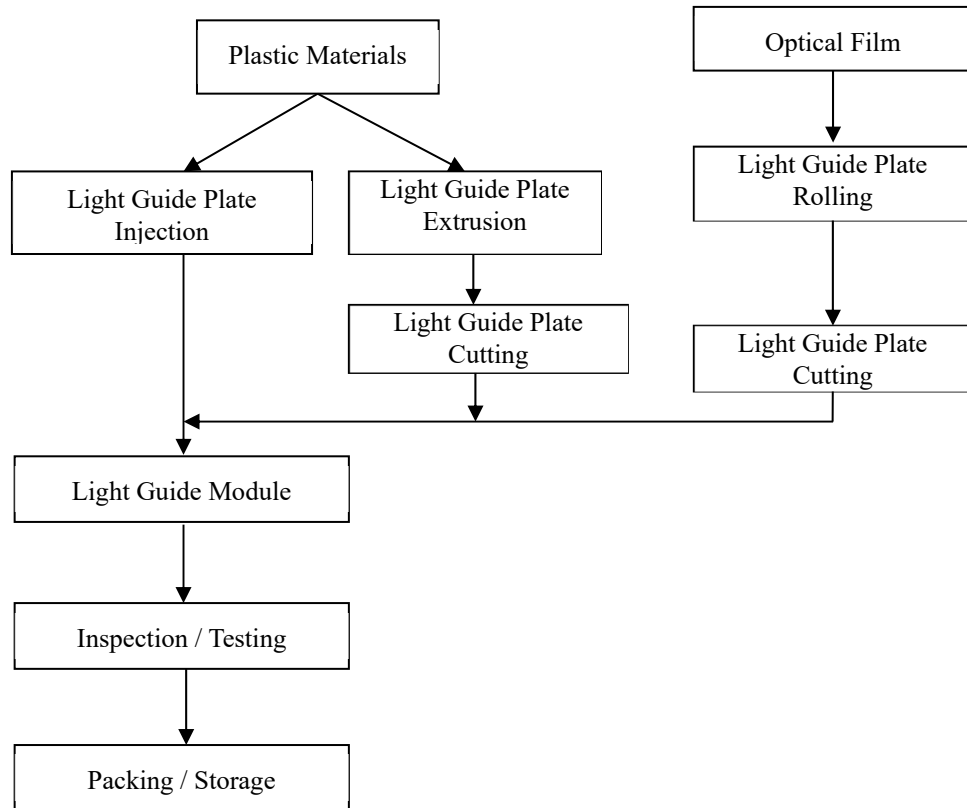 Plastic Materials
Optical Film
Light Guide Plate
Injection
Light Guide Plate
Extrusion
Light Guide Plate
Rolling
Light Guide Plate
Cutting
Light Guide Plate
Cutting
Light Guide Module
Inspection / Testing
Packing / Storage